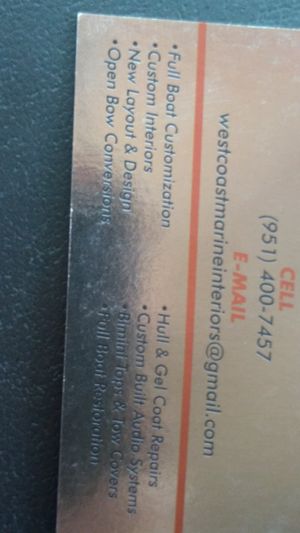 CELL
(951) 400-7457
E-MAIL
westcoastmarineinteriors@gmail.com
•Full Boat Customization
•Custom Interiors
•New Layout & Design
•Open Bow Conversions
•Hull & Gel Coat Repairs
•Custom Built Audio Systems
•Bimini Tops & Tow Covers
•Full Boat Restoration